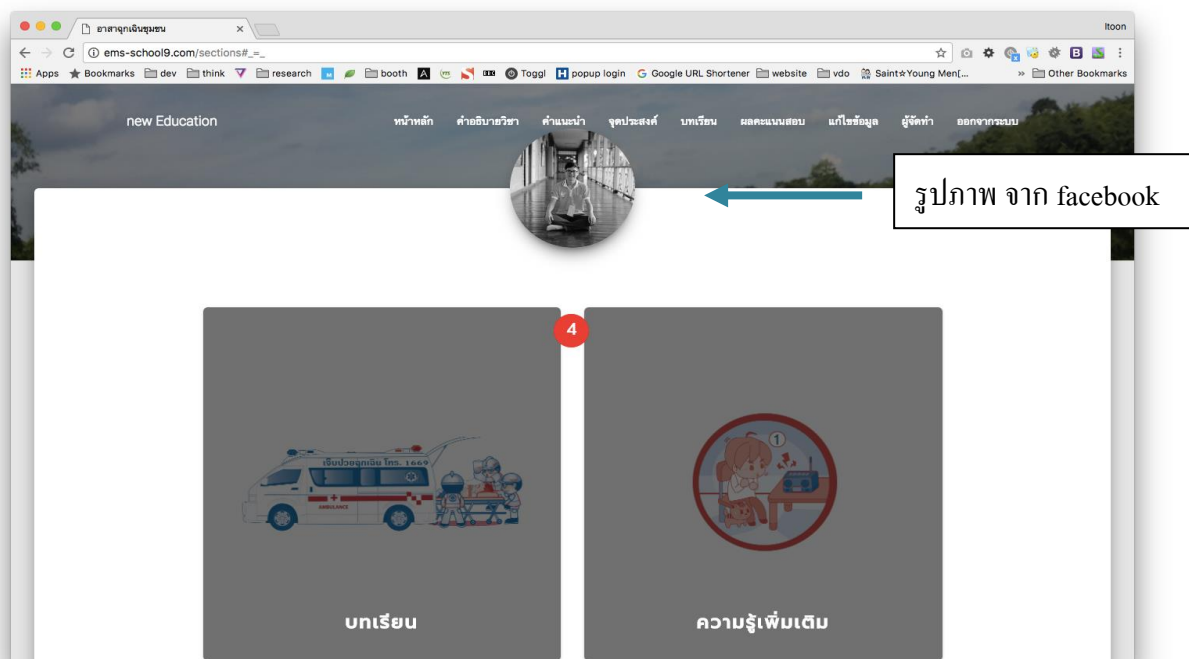 อาสาฉุกเฉินชุมชน
Itoon
ems-school9.com/sections#_=_
Apps Bookmarks dev think research booth Toggl popup login Google URL Shortener website vdo Saint☆Young Men[... » Other Bookmarks
new Education หน้าหลัก คำอธิบายวิชา คำแนะนำ จุดประสงค์ บทเรียน ผลคะแนนสอบ แก้ไขข้อมูล ผู้จัดทำ ออกจากระบบ
รูปภาพ จาก facebook
4
เจ็บป่วยฉุกเฉิน โทร. 1669
AMBULANCE
1
บทเรียน ความรู้เพิ่มเติม